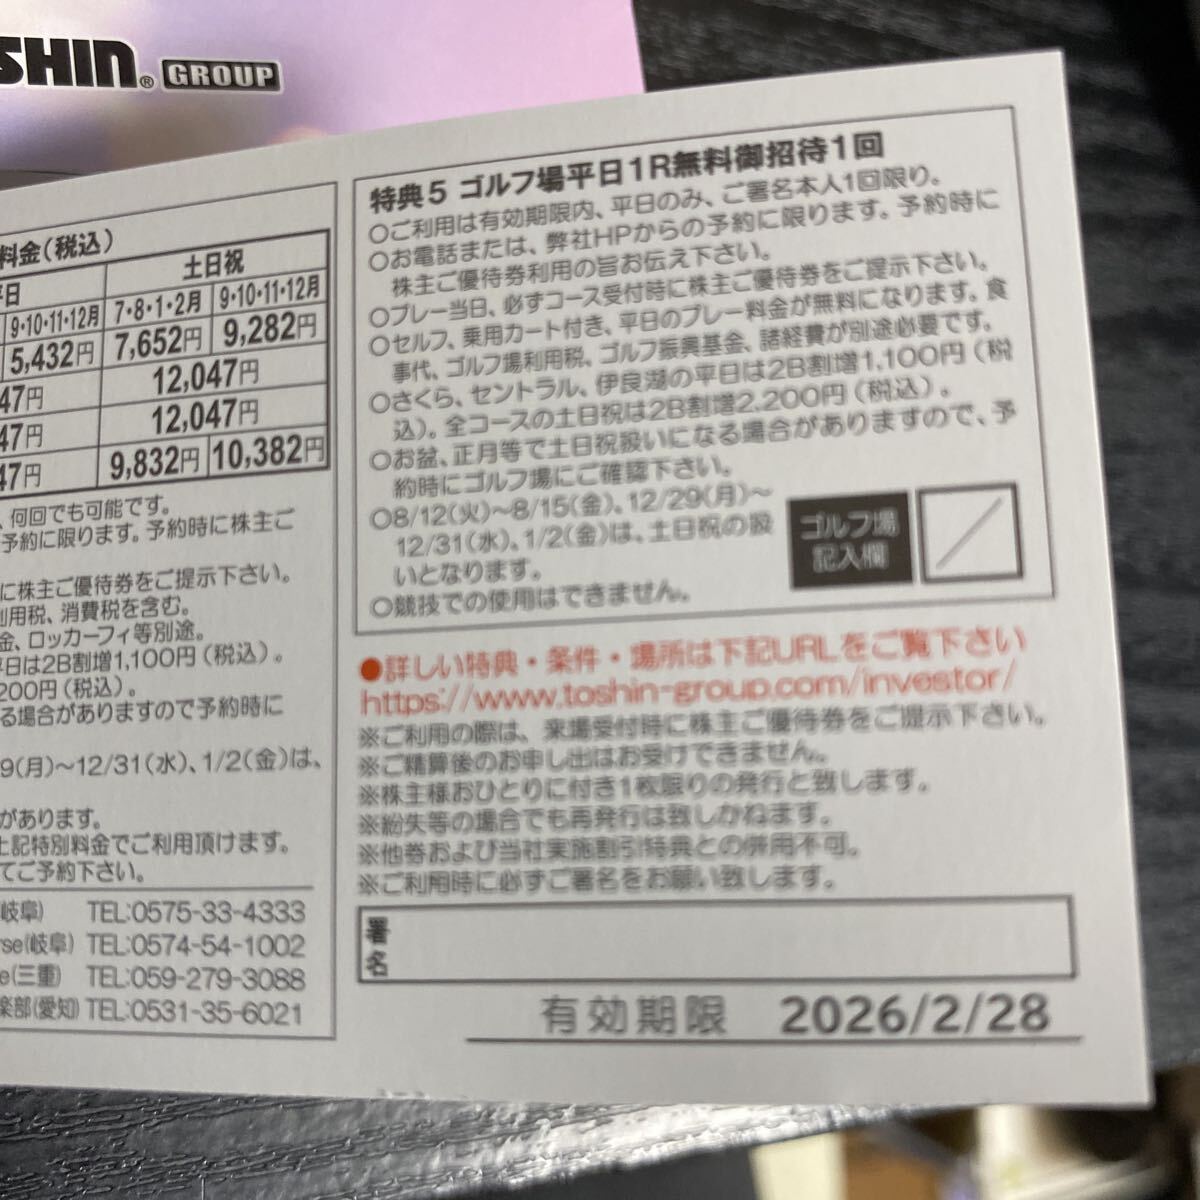 SHIN® GROUP
料金(税込)
土日祝
9・10・11・12月 7・8・1・2月 9・10・11・12月
5,432円 7,652円 9,282円
47円 12,047円
47円 12,047円
47円 9,832円 10,382円
、何回でも可能です。
予約に限ります。予約時に株主ご
に株主ご優待券をご提示下さい。
利用税、消費税を含む。
金、ロッカーフィ等別途。
平日は2B割増1,100円(税込)。
200円(税込)。
る場合がありますので予約時に
9(月)~12/31(水)、1/2(金)は、
があります。
上記特別料金でご利用頂けます。
てご予約下さい。
(岐阜) TEL:0575-33-4333
rse(岐阜) TEL:0574-54-1002
e(三重) TEL:059-279-3088
楽部(愛知) TEL:0531-35-6021
特典5 ゴルフ場平日1R無料御招待1回
○ご利用は有効期限内、平日のみ、ご署名本人1回限り。
○お電話または、弊社HPからの予約に限ります。予約時に
株主ご優待券利用の旨お伝え下さい。
○プレー当日、必ずコース受付時に株主ご優待券をご提示下さい。
○セルフ、乗用カート付き、平日のプレー料金が無料になります。食
事代、ゴルフ場利用税、ゴルフ振興基金、諸経費が別途必要です。
○さくら、セントラル、伊良湖の平日は2B割増1,100円(税
込)。全コースの土日祝は2B割増2,200円(税込)。
○お盆、正月等で土日祝扱いになる場合がありますので、予
約時にゴルフ場にご確認下さい。
○8/12(火)~8/15(金)、12/29(月)~
12/31(水)、1/2(金)は、土日祝の扱
いとなります。
○競技での使用はできません。
ゴルフ場
記入欄
●詳しい特典・条件・場所は下記URLをご覧下さい
https://www.toshin-group.com/investor/
※ご利用の際は、来場受付時に株主ご優待券をご提示下さい。
※ご精算後のお申し出はお受けできません。
※株主様おひとりに付き1枚限りの発行と致します。
※紛失等の場合でも再発行は致しかねます。
※他券および当社実施割引特典との併用不可。
※ご利用時に必ずご署名をお願い致します。
署名
有効期限 2026/2/28